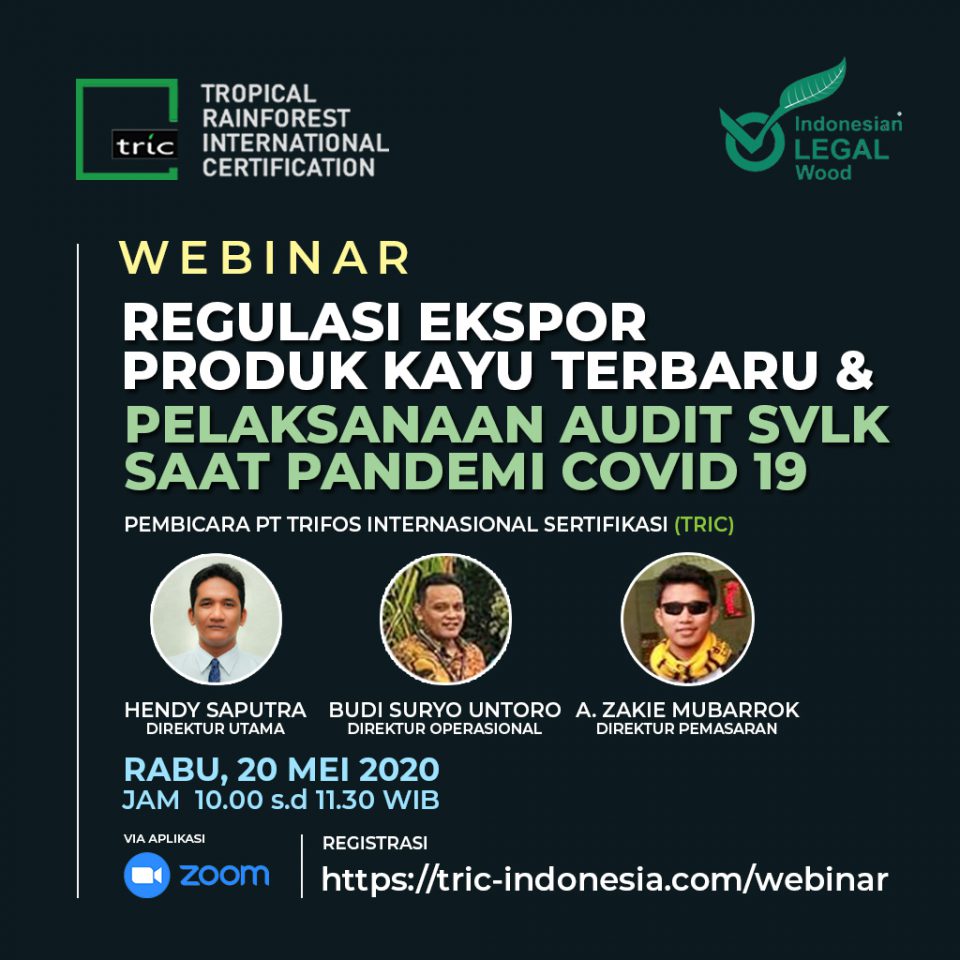 tric
TROPICAL
RAINFOREST
INTERNATIONAL
CERTIFICATION
Indonesian
LEGAL
Wood
WEBINAR
REGULASI EKSPOR
PRODUK KAYU TERBARU &
PELAKSANAAN AUDIT SVLK
SAAT PANDEMI COVID 19
PEMBICARA PT TRIFOS INTERNASIONAL SERTIFIKASI (TRIC)
HENDY SAPUTRA
DIREKTUR UTAMA
BUDI SURYO UNTORO
DIREKTUR OPERASIONAL
A. ZAKIE MUBARROK
DIREKTUR PEMASARAN
RABU, 20 MEI 2020
JAM 10.00 s.d 11.30 WIB
VIA APLIKASI
zoom
REGISTRASI
https://tric-indonesia.com/webinar